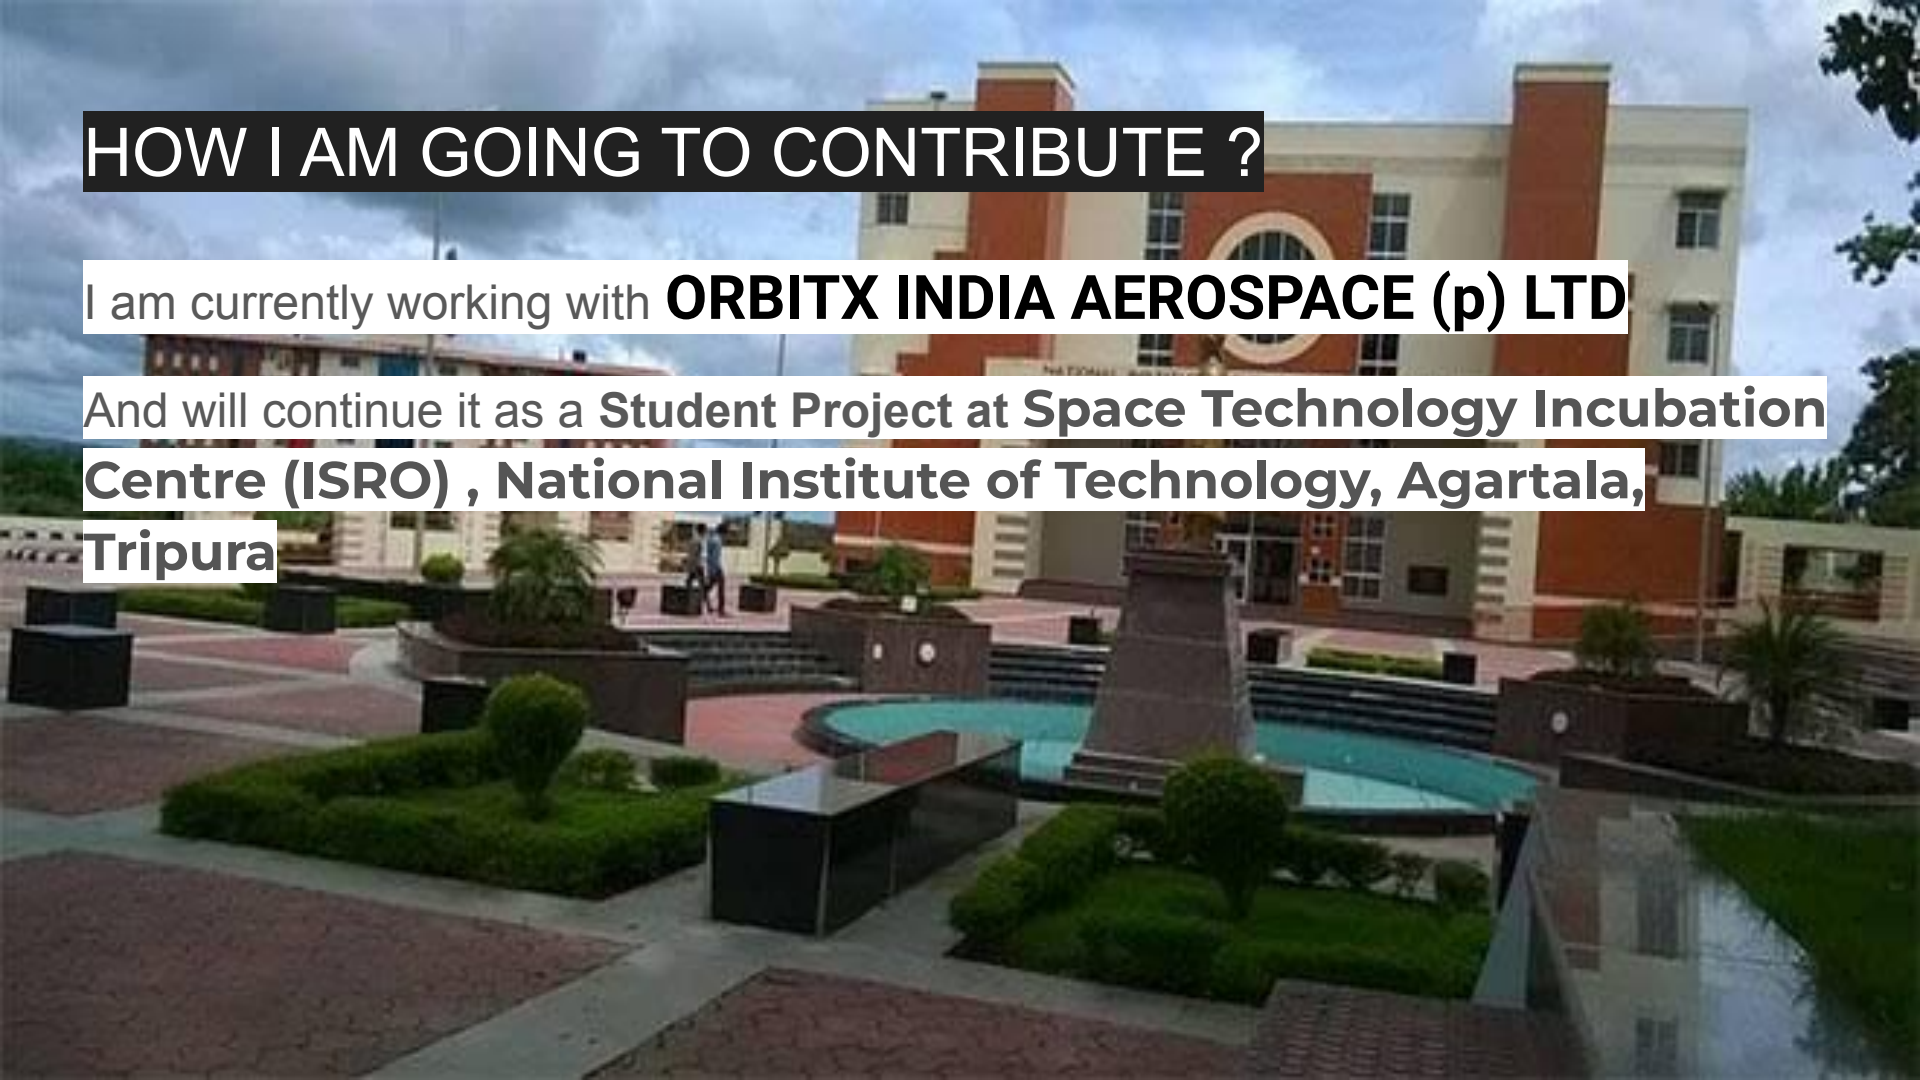 HOW I AM GOING TO CONTRIBUTE ?
I am currently working with ORBITX INDIA AEROSPACE (p) LTD
And will continue it as a Student Project at Space Technology Incubation
Centre (ISRO) , National Institute of Technology, Agartala,
Tripura